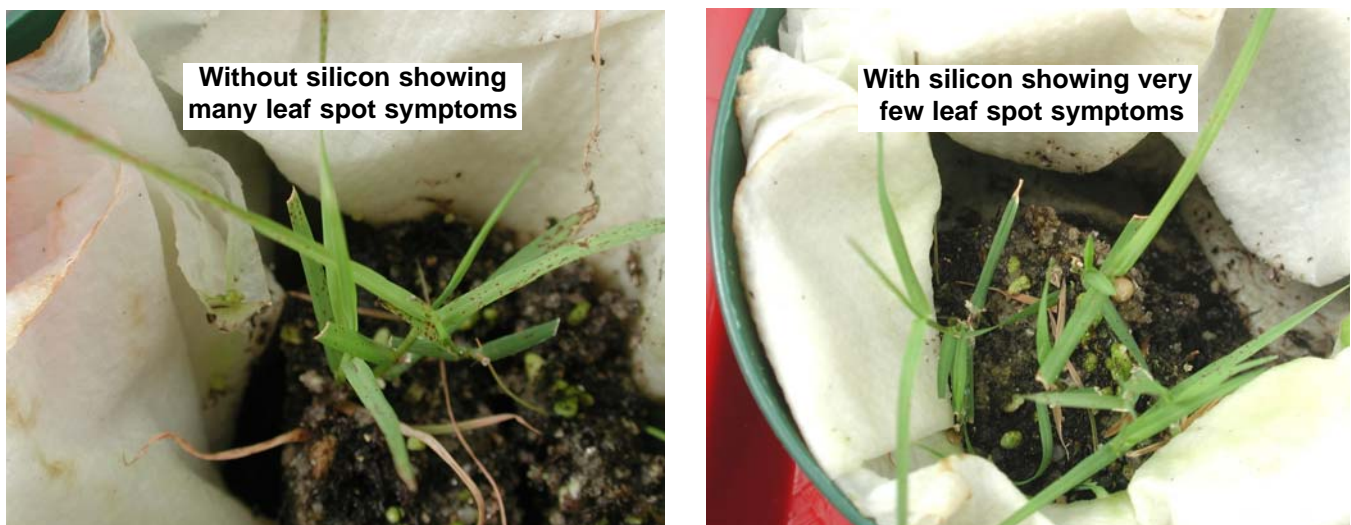 Without silicon showing
many leaf spot symptoms
With silicon showing very
few leaf spot symptoms